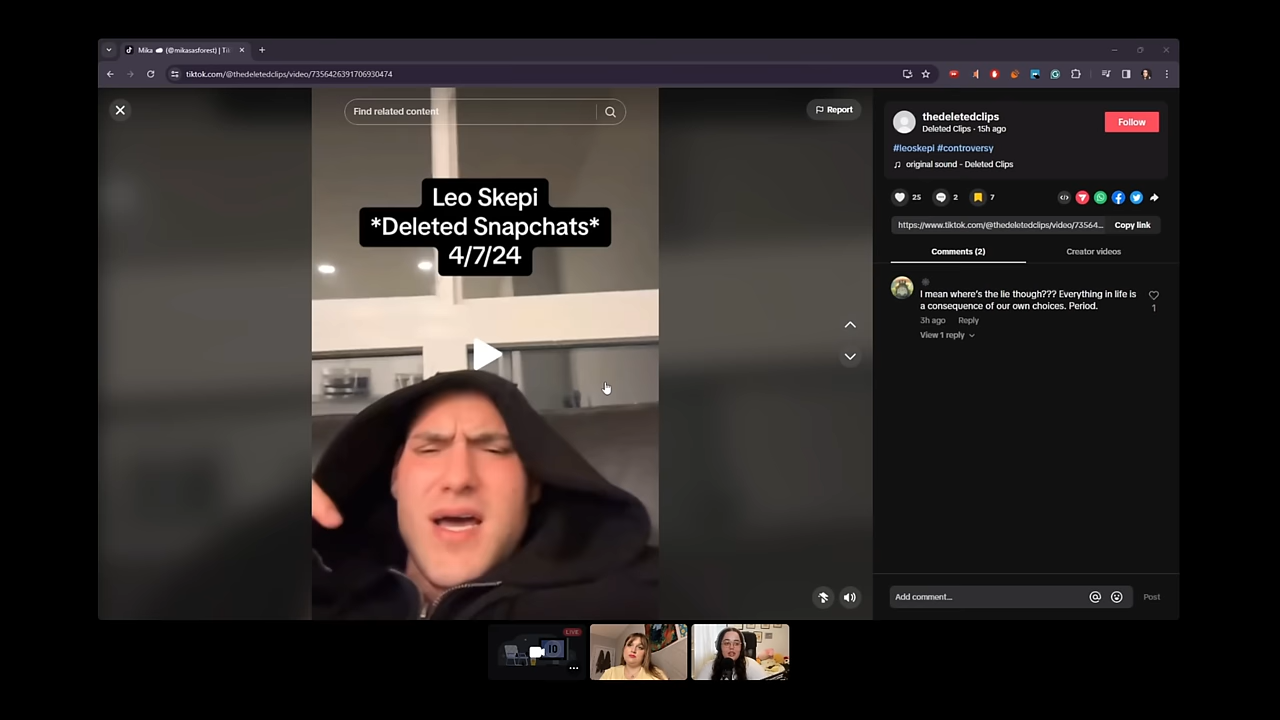 Mika ☁️ (@mikasasforest) | Tik
tiktok.com/@thedeletedclips/video/7356426391706930474
Find related content
Report
Leo Skepi
*Deleted Snapchats*
4/7/24
thedeletedclips
Deleted Clips · 15h ago
Follow
#leoskepi #controversy
♫ original sound - Deleted Clips
25
2
7
https://www.tiktok.com/@thedeletedclips/video/73564...
Copy link
Comments (2)
Creator videos
I mean where's the lie though??? Everything in life is
a consequence of our own choices. Period.
1
3h ago
Reply
View 1 reply
Add comment...
Post
LIVE
10